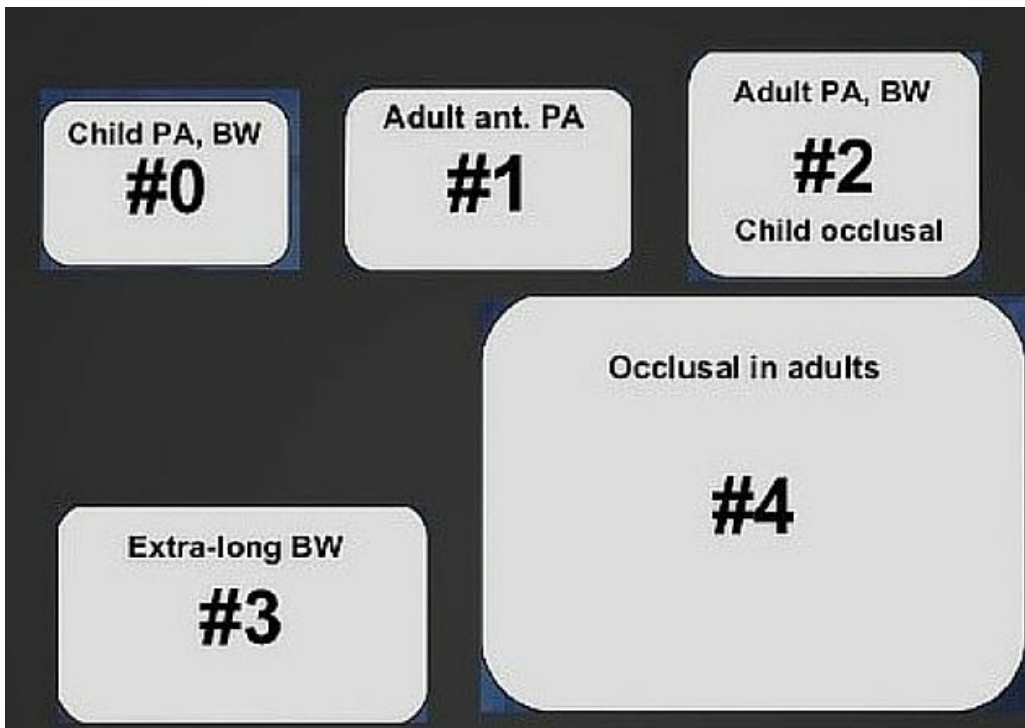 Child PA, BW
#0
Adult ant. PA
#1
Adult PA, BW
#2
Child occlusal
Occlusal in adults
#4
Extra-long BW
#3